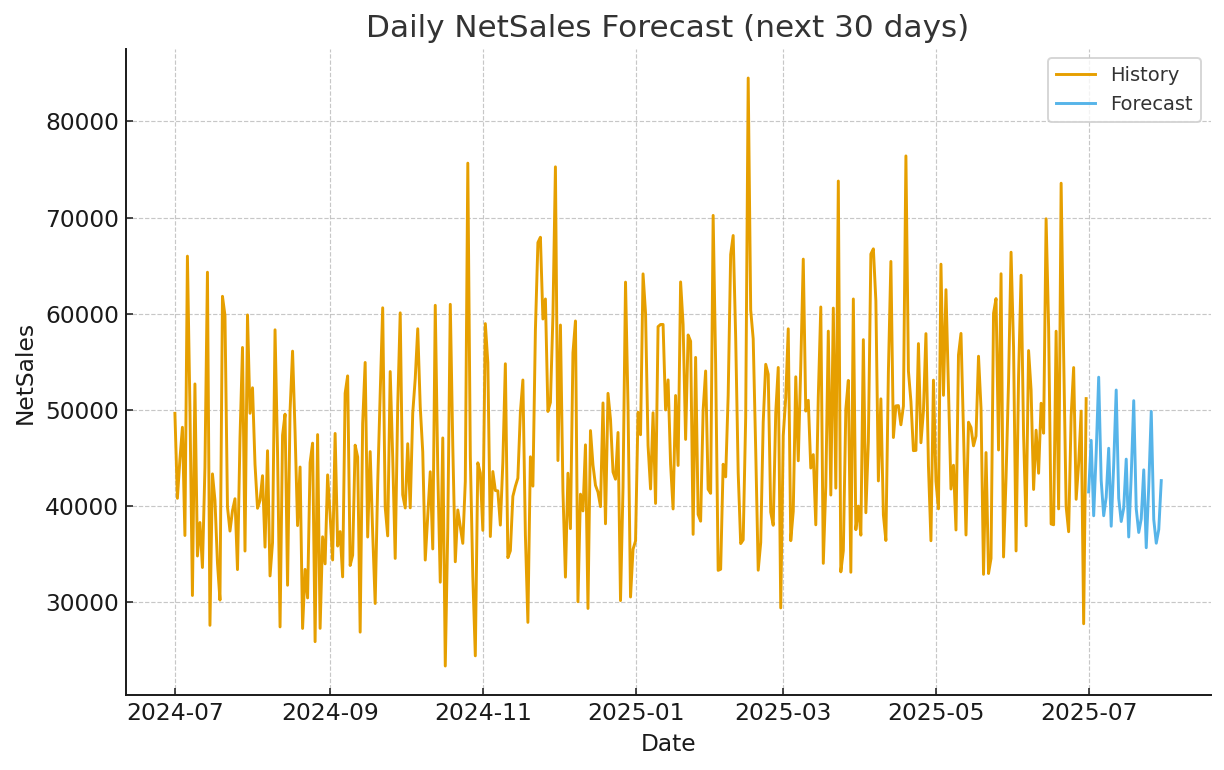 Daily NetSales Forecast (next 30 days)
History
Forecast
80000
70000
60000
50000
40000
30000
NetSales
2024-07
2024-09
2024-11
2025-01
2025-03
2025-05
2025-07
Date